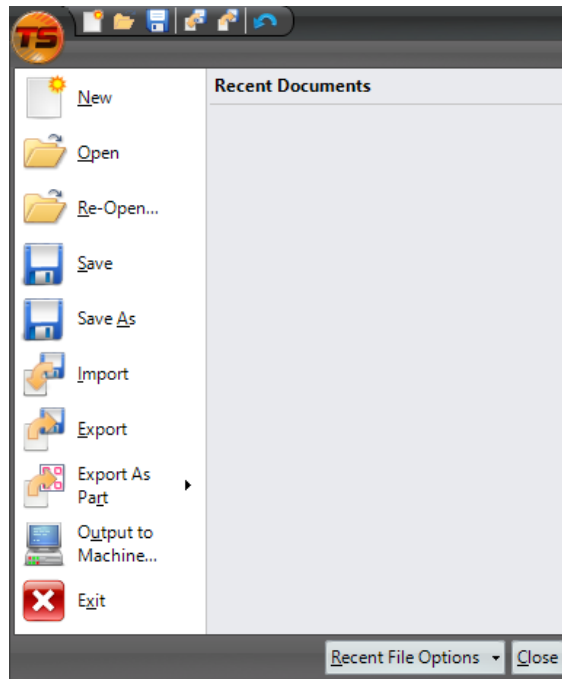 TS
New
Recent Documents
Open
Re-Open...
Save
Save As
Import
Export
Export As
Part
Output to
Machine...
Exit
Recent File Options
Close